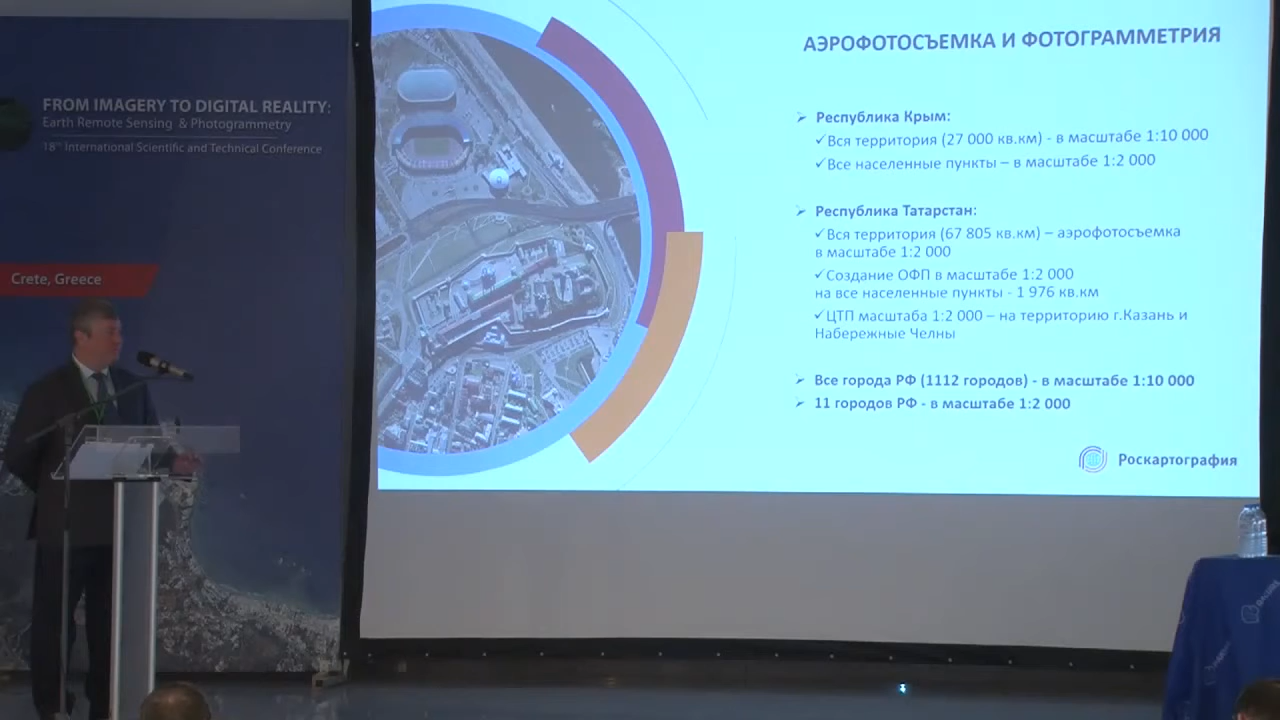 FROM IMAGERY TO DIGITAL REALITY:
Earth Remote Sensing & Photogrammetry
18th International Scientific and Technical Conference
Crete, Greece
АЭРОФОТОСЪЕМКА И ФОТОГРАММЕТРИЯ
➢ Республика Крым:
✓Вся территория (27 000 кв.км) - в масштабе 1:10 000
✓Все населенные пункты – в масштабе 1:2 000
➢ Республика Татарстан:
✓Вся территория (67 805 кв.км) – аэрофотосъемка
в масштабе 1:2 000
✓Создание ОФП в масштабе 1:2 000
на все населенные пункты - 1 976 кв.км
✓ЦТП масштаба 1:2 000 – на территорию г.Казань и
Набережные Челны
➢ Все города РФ (1112 городов) - в масштабе 1:10 000
➢ 11 городов РФ - в масштабе 1:2 000
Роскартография